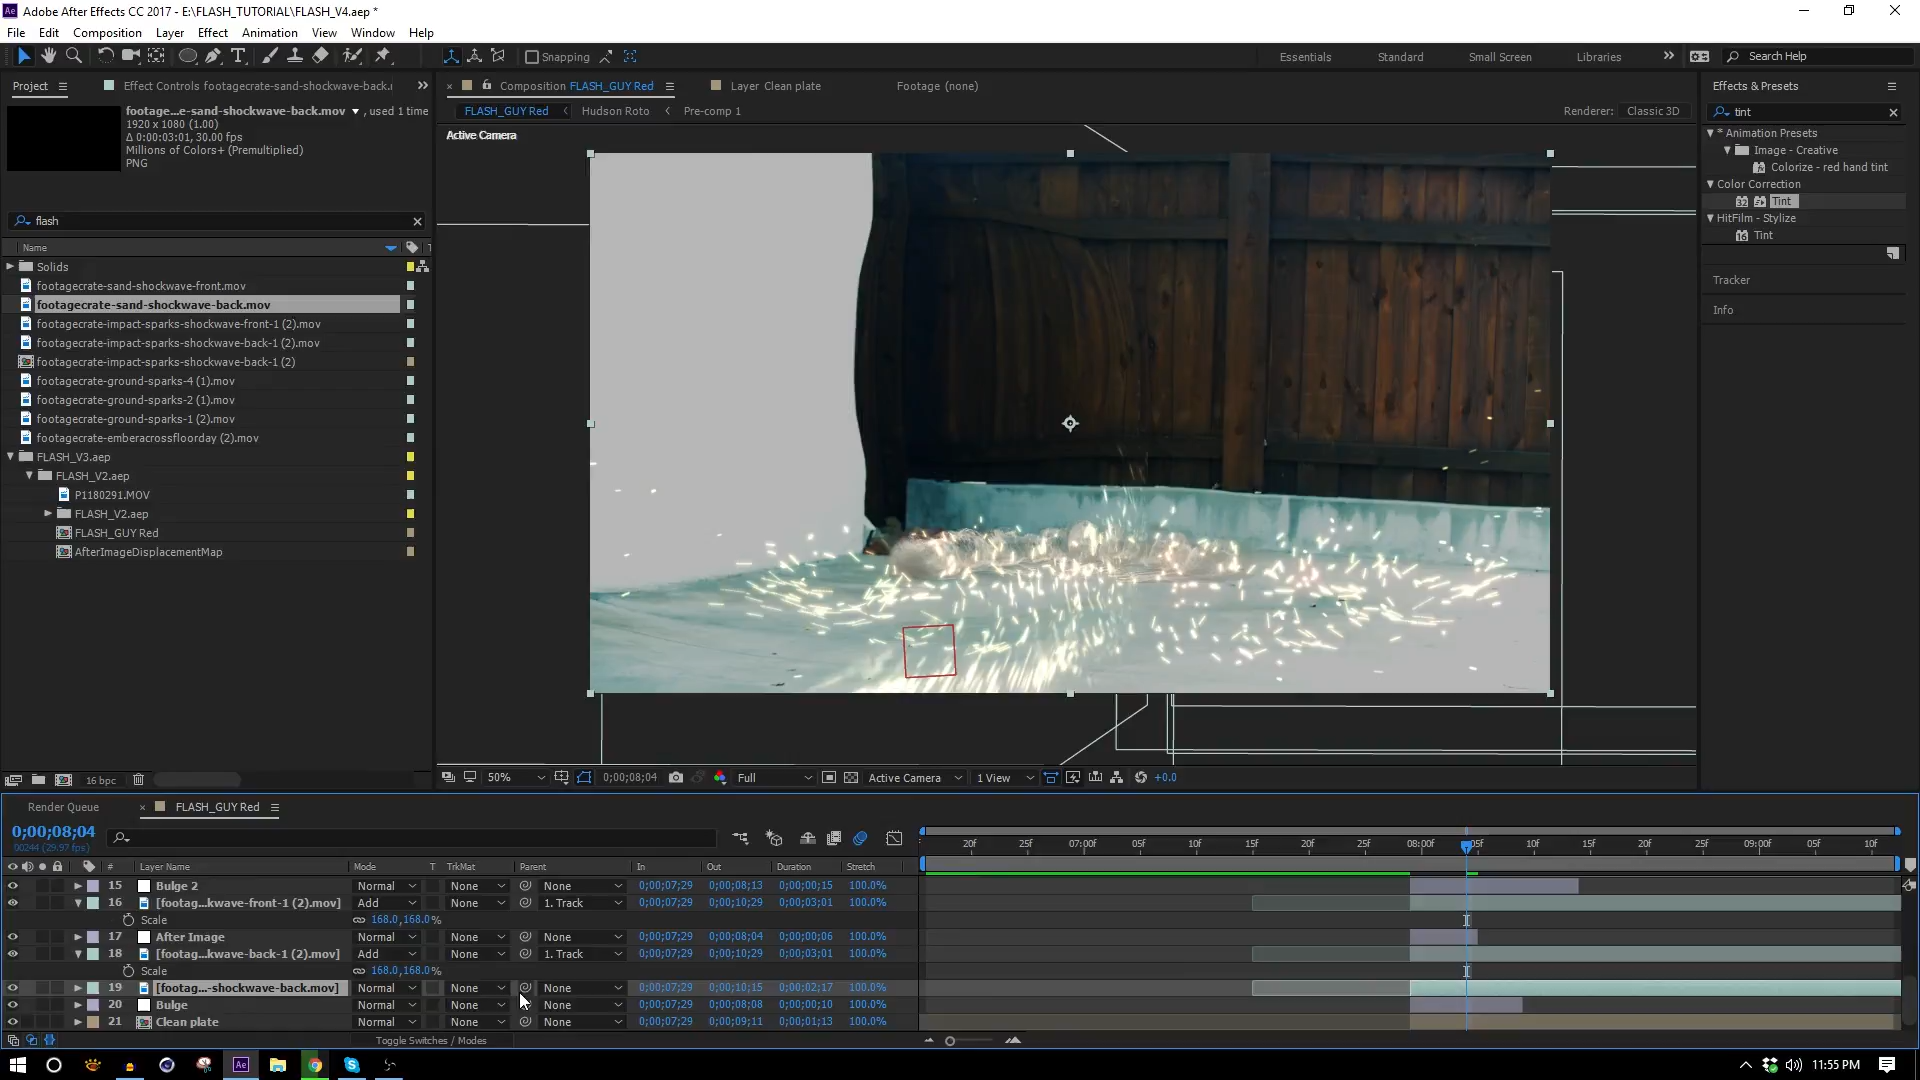 Adobe After Effects CC 2017 - E:\FLASH_TUTORIAL\FLASH_V4.aep *
File Edit Composition Layer Effect Animation View Window Help
Snapping
Essentials Standard Small Screen Libraries Search Help
Project Effect Controls footagecrate-sand-shockwave-back.i
Composition FLASH_GUY Red Layer Clean plate Footage (none)
Effects & Presets
footage...e-sand-shockwave-back.mov , used 1 time
1920 x 1080 (1.00)
Δ 0:00:03:01, 30.00 fps
Millions of Colors+ (Premultiplied)
PNG
FLASH_GUY Red Hudson Roto Pre-comp 1
Renderer: Classic 3D
tint
Active Camera
* Animation Presets
Image - Creative
Colorize - red hand tint
Color Correction
32 Tint
HitFilm - Stylize
16 Tint
Tracker
Info
flash
Name
Solids
footagecrate-sand-shockwave-front.mov
footagecrate-sand-shockwave-back.mov
footagecrate-impact-sparks-shockwave-front-1 (2).mov
footagecrate-impact-sparks-shockwave-back-1 (2).mov
footagecrate-impact-sparks-shockwave-back-1 (2)
footagecrate-ground-sparks-4 (1).mov
footagecrate-ground-sparks-2 (1).mov
footagecrate-ground-sparks-1 (2).mov
footagecrate-emberacrossfloorday (2).mov
FLASH_V3.aep
FLASH_V2.aep
P1180291.MOV
FLASH_V2.aep
FLASH_GUY Red
AfterImageDisplacementMap
16 bpc
50% 0;00;08;04 Full Active Camera 1 View +0.0
Render Queue FLASH_GUY Red
0;00;08;04
00244 (29.97 fps)
20f 25f 07:00f 05f 10f 15f 20f 25f 08:00f 05f 10f 15f 20f 25f 09:00f 05f 10f
# Layer Name Mode T TrkMat Parent In Out Duration Stretch
15 Bulge 2 Normal None None 0;00;07;29 0;00;08;13 0;00;00;15 100.0%
16 [footag...kwave-front-1 (2).mov] Add None 1. Track 0;00;07;29 0;00;10;29 0;00;03;01 100.0%
Scale 168.0,168.0%
17 After Image Normal None None 0;00;07;29 0;00;08;04 0;00;00;06 100.0%
18 [footag...kwave-back-1 (2).mov] Add None 1. Track 0;00;07;29 0;00;10;29 0;00;03;01 100.0%
Scale 168.0,168.0%
19 [footag...-shockwave-back.mov] Normal None None 0;00;07;29 0;00;10;15 0;00;02;17 100.0%
20 Bulge Normal None None 0;00;07;29 0;00;08;08 0;00;00;10 100.0%
21 Clean plate Normal None None 0;00;07;29 0;00;09;11 0;00;01;13 100.0%
Toggle Switches / Modes
Ae 11:55 PM